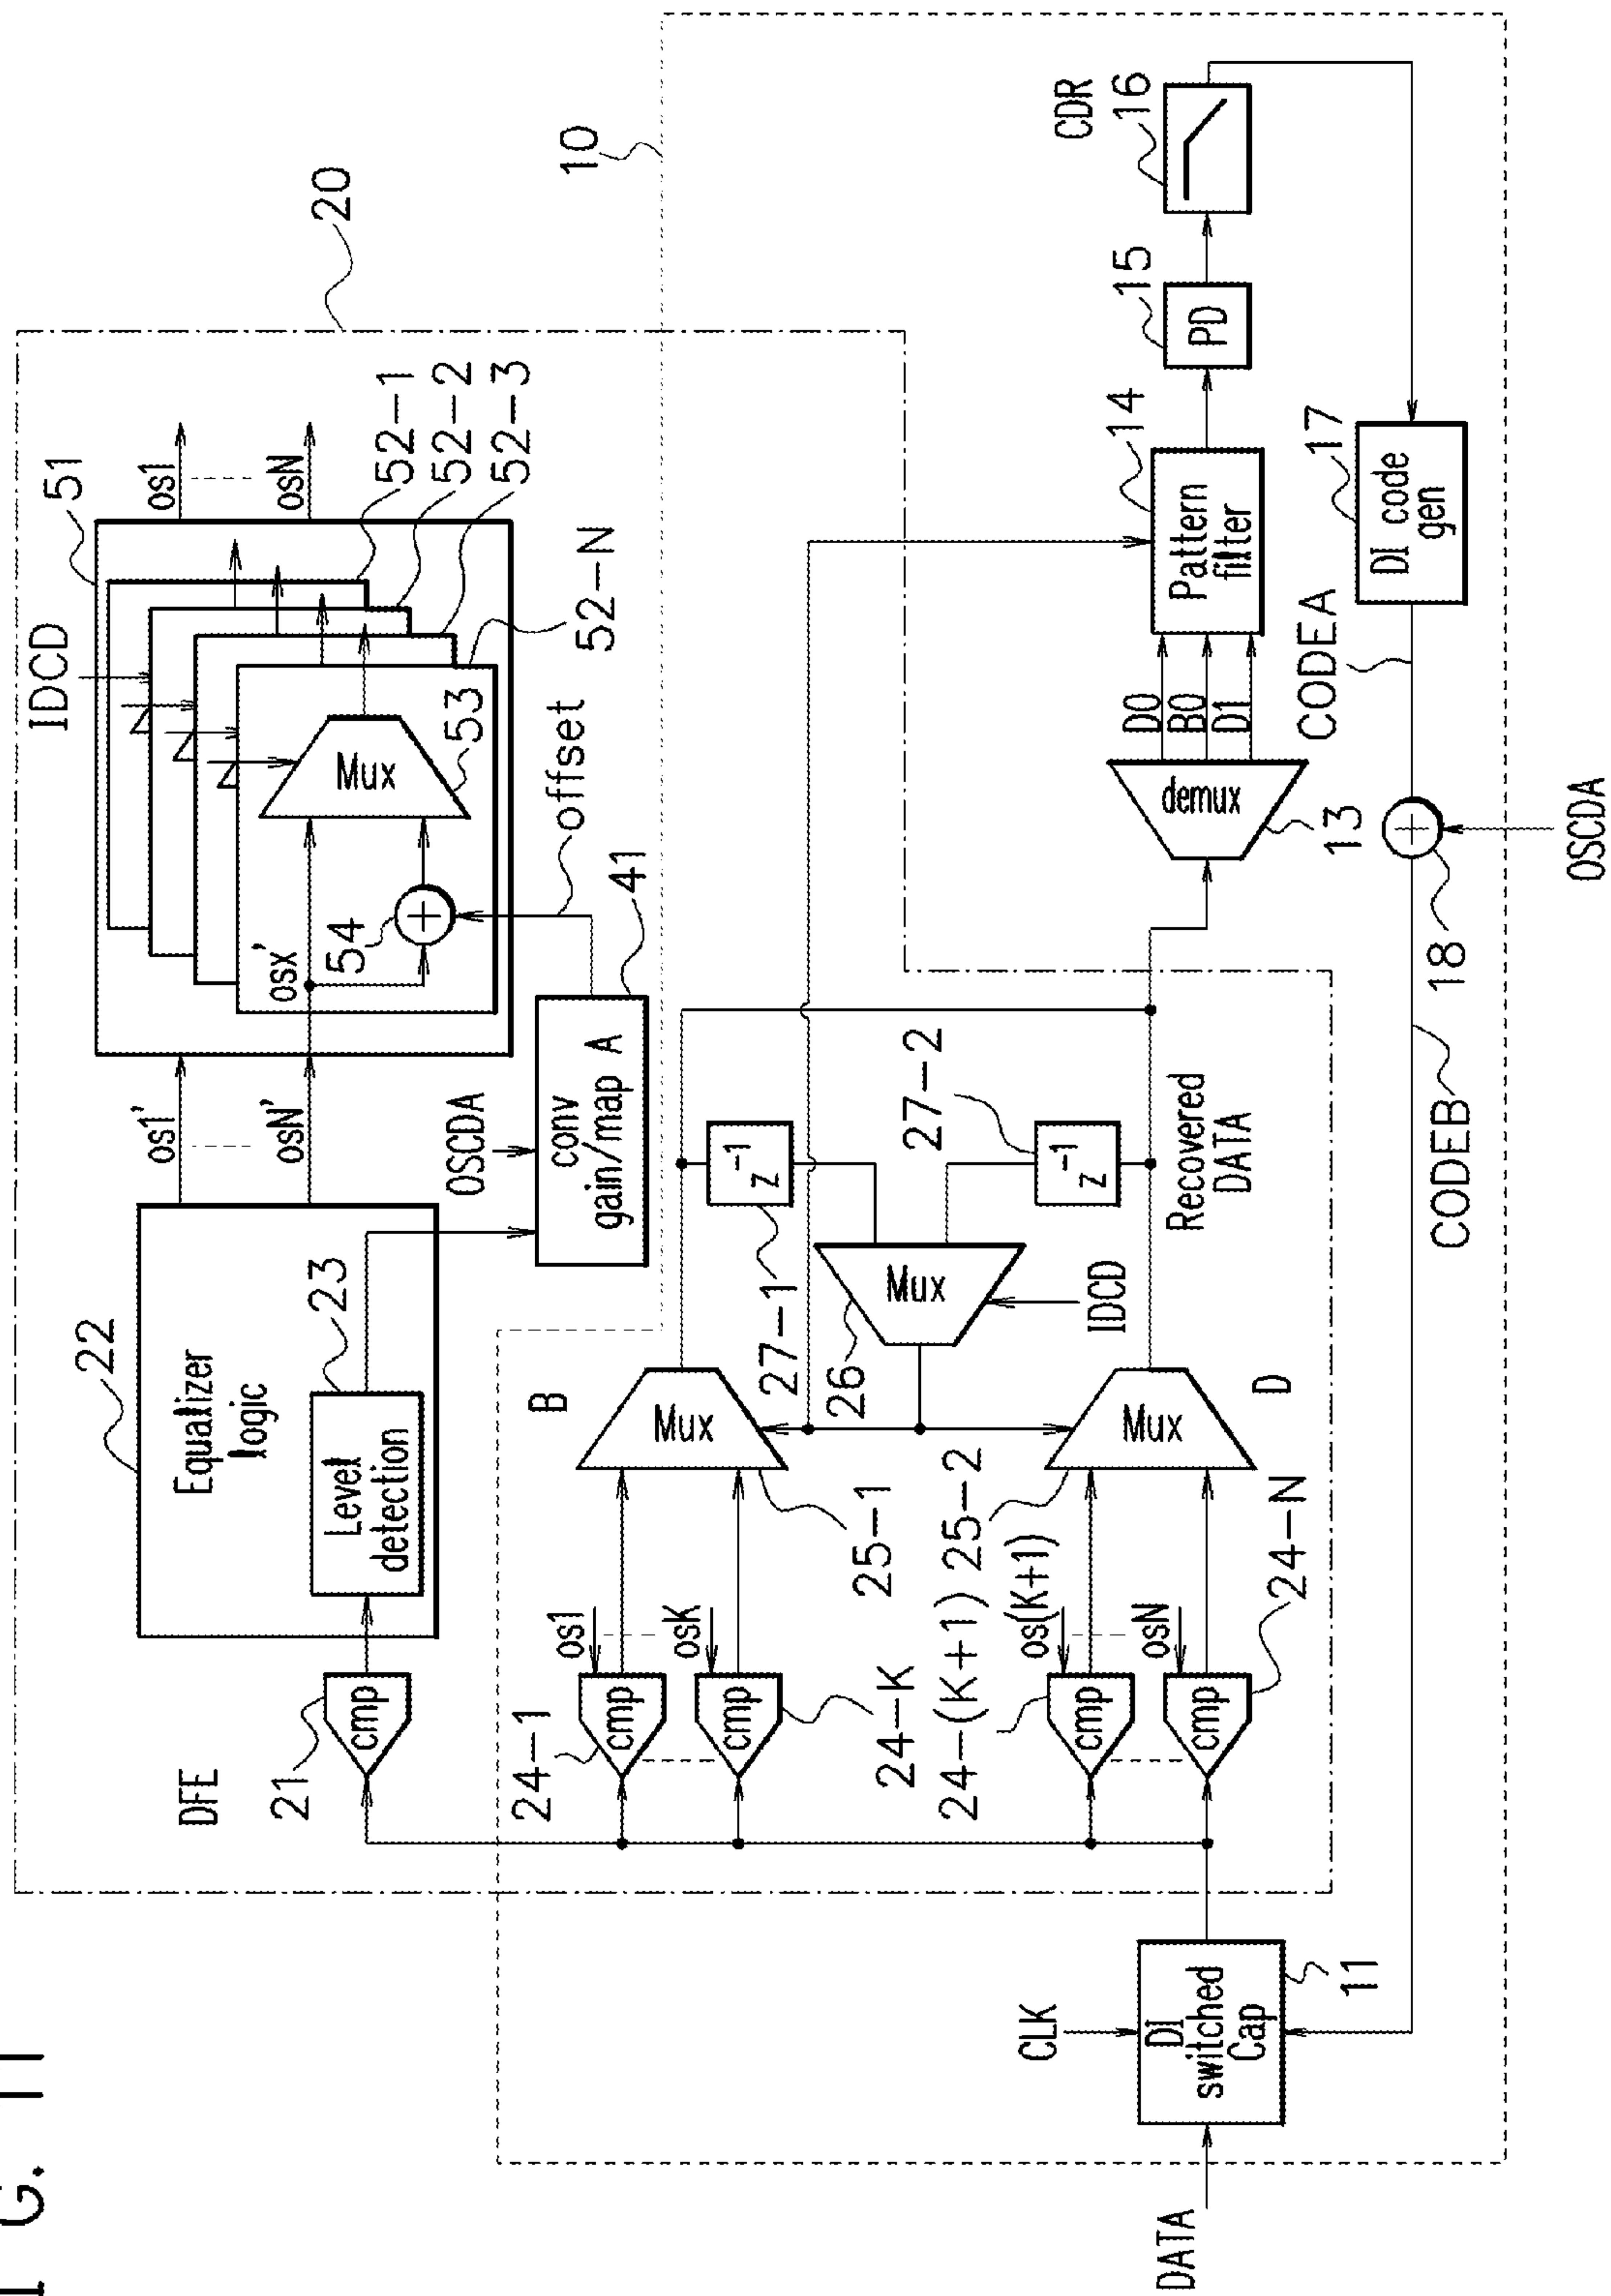 FIG. 11
20
DFE
22
Equalizer
logic
23
Level
detection
21
cmp
os1'
osN'
IDCD
51
osx'
54
Mux
53
os1
osN
52-1
52-2
52-3
52-N
offset
OSCDA
conv
gain/map A
41
10
24-1
cmp
os1
cmp
osK
24-K
24-(K+1)
cmp
os(K+1)
cmp
osN
24-N
B
Mux
25-1
25-2
Mux
D
26
Mux
IDCD
27-1
z-1
27-2
z-1
Recovered
DATA
demux
13
D0
B0
D1
14
Pattern
filter
15
PD
CDR
16
DATA
CLK
DI
switched
Cap
11
CODEB
18
OSCDA
CODEA
17
DI code
gen